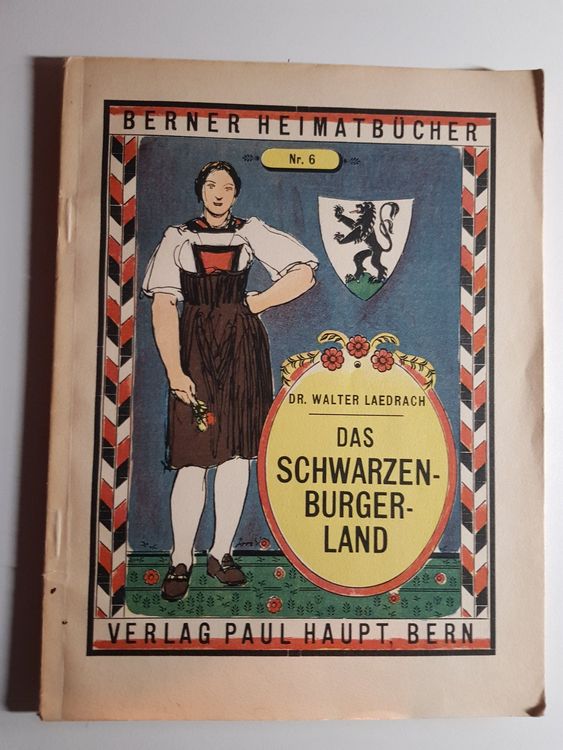 BERNER HEIMATBÜCHER
Nr. 6
DR. WALTER LAEDRACH
DAS
SCHWARZEN-
BURGER-
LAND
VERLAG PAUL HAUPT, BERN